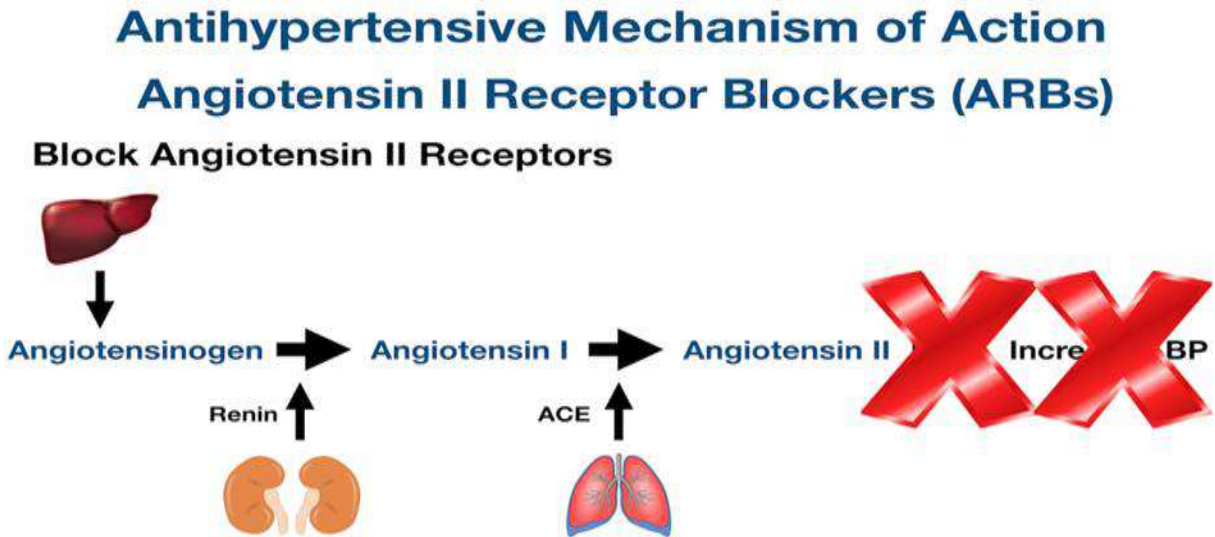 Antihypertensive Mechanism of Action
Angiotensin II Receptor Blockers (ARBs)
Block Angiotensin II Receptors
Angiotensinogen Angiotensin I Angiotensin II Incre BP
Renin ACE